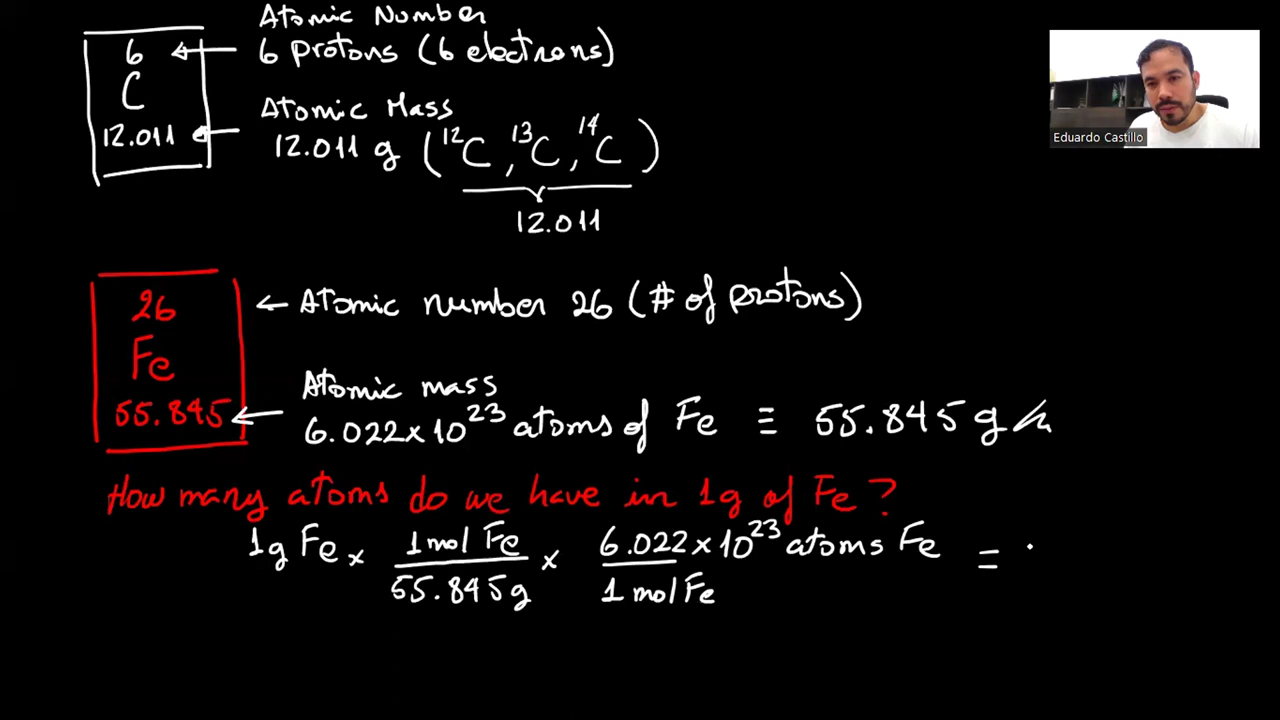 Atomic Number
6 ← 6 protons (6 electrons)
C
Atomic Mass
12.011 ← 12.011 g (¹²C, ¹³C, ¹⁴C)
12.011
26 ← Atomic number 26 (# of protons)
Fe
Atomic mass
55.845 ← 6.022x10²³ atoms of Fe ≡ 55.845 g
How many atoms do we have in 1g of Fe?
1g Fe x 1 mol Fe / 55.845g x 6.022x10²³ atoms Fe / 1 mol Fe =
Eduardo Castillo